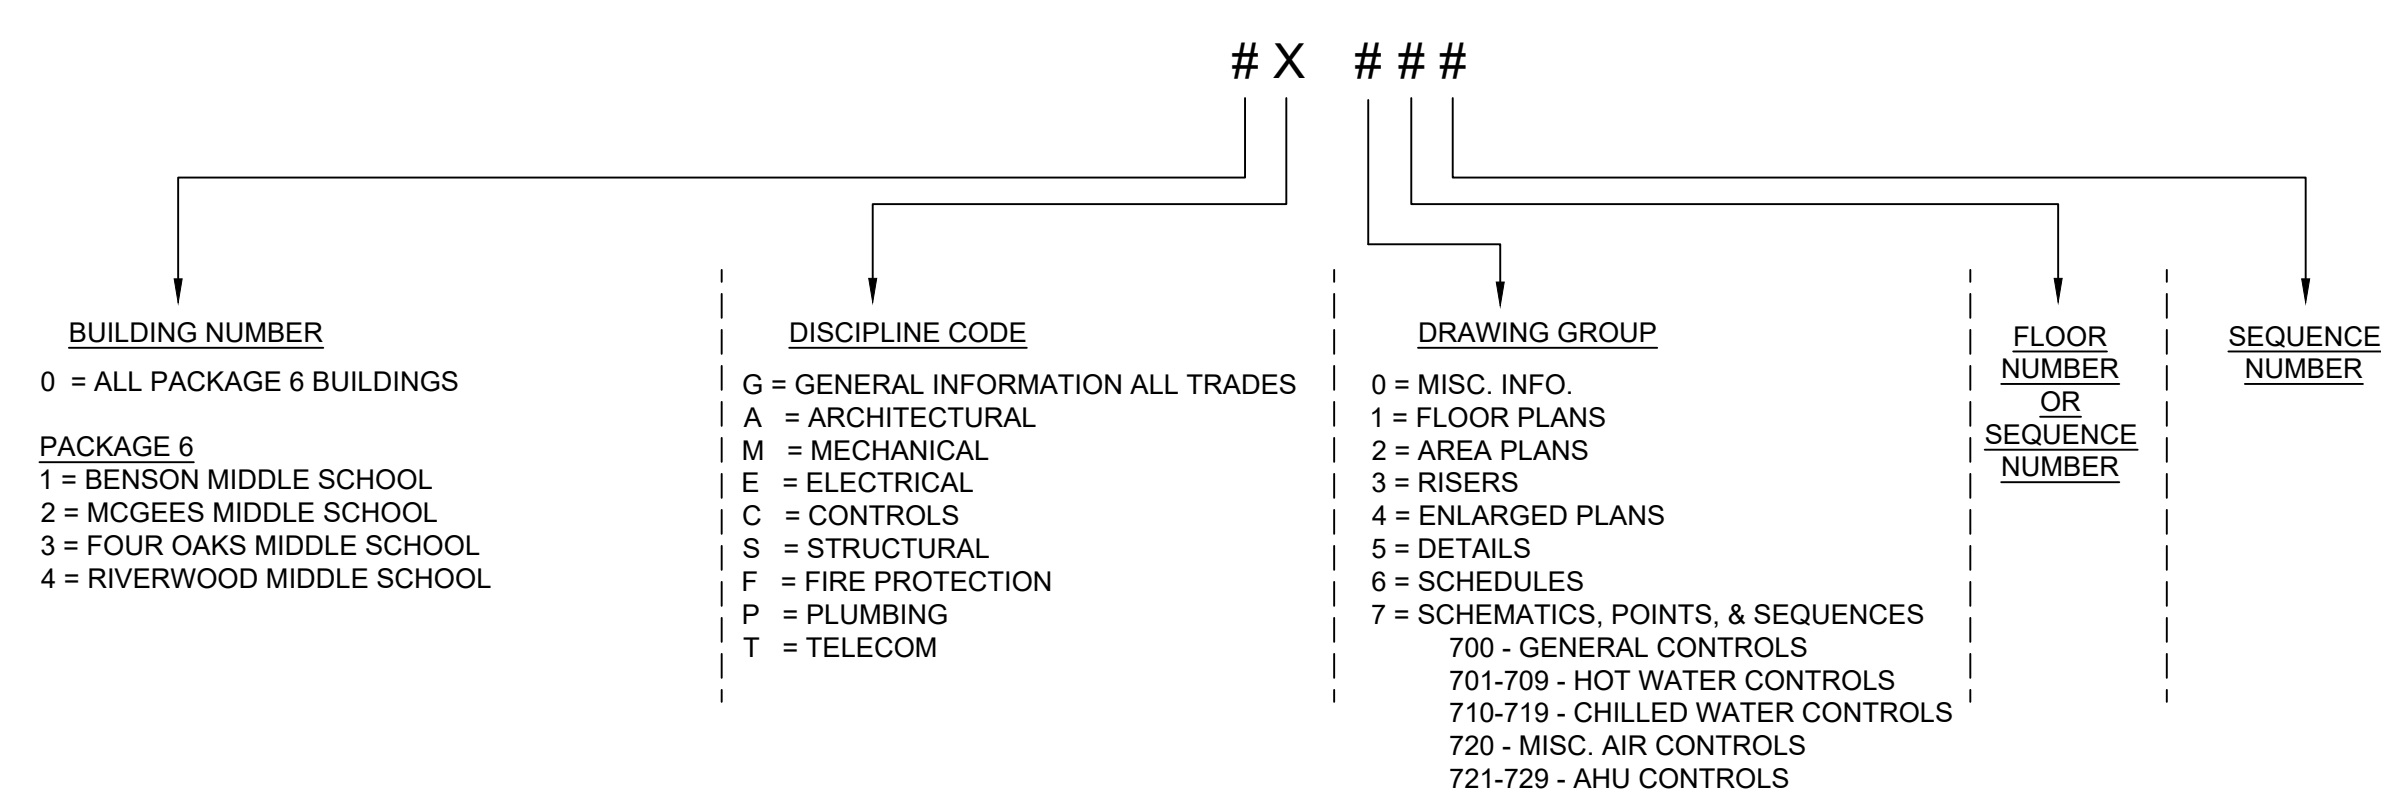 # X # # #
BUILDING NUMBER
0 = ALL PACKAGE 6 BUILDINGS
PACKAGE 6
1 = BENSON MIDDLE SCHOOL
2 = MCGEES MIDDLE SCHOOL
3 = FOUR OAKS MIDDLE SCHOOL
4 = RIVERWOOD MIDDLE SCHOOL
DISCIPLINE CODE
G = GENERAL INFORMATION ALL TRADES
A = ARCHITECTURAL
M = MECHANICAL
E = ELECTRICAL
C = CONTROLS
S = STRUCTURAL
F = FIRE PROTECTION
P = PLUMBING
T = TELECOM
DRAWING GROUP
0 = MISC. INFO.
1 = FLOOR PLANS
2 = AREA PLANS
3 = RISERS
4 = ENLARGED PLANS
5 = DETAILS
6 = SCHEDULES
7 = SCHEMATICS, POINTS, & SEQUENCES
700 - GENERAL CONTROLS
701-709 - HOT WATER CONTROLS
710-719 - CHILLED WATER CONTROLS
720 - MISC. AIR CONTROLS
721-729 - AHU CONTROLS
FLOOR
NUMBER
OR
SEQUENCE
NUMBER
SEQUENCE
NUMBER